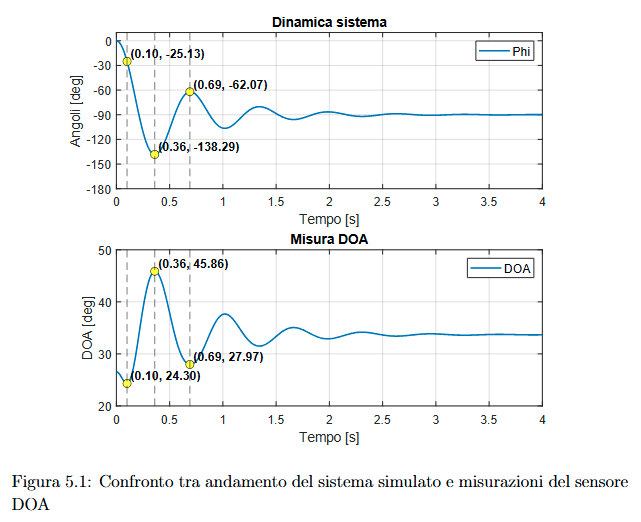 Dinamica sistema
0
-30
-60
-90
-120
-150
-180
Angoli [deg]
(0.10, -25.13)
(0.69, -62.07)
(0.36, -138.29)
Phi
0 0.5 1 1.5 2 2.5 3 3.5 4
Tempo [s]
Misura DOA
50
40
30
20
DOA [deg]
(0.36, 45.86)
(0.69, 27.97)
(0.10, 24.30)
DOA
0 0.5 1 1.5 2 2.5 3 3.5 4
Tempo [s]
Figura 5.1: Confronto tra andamento del sistema simulato e misurazioni del sensore
DOA